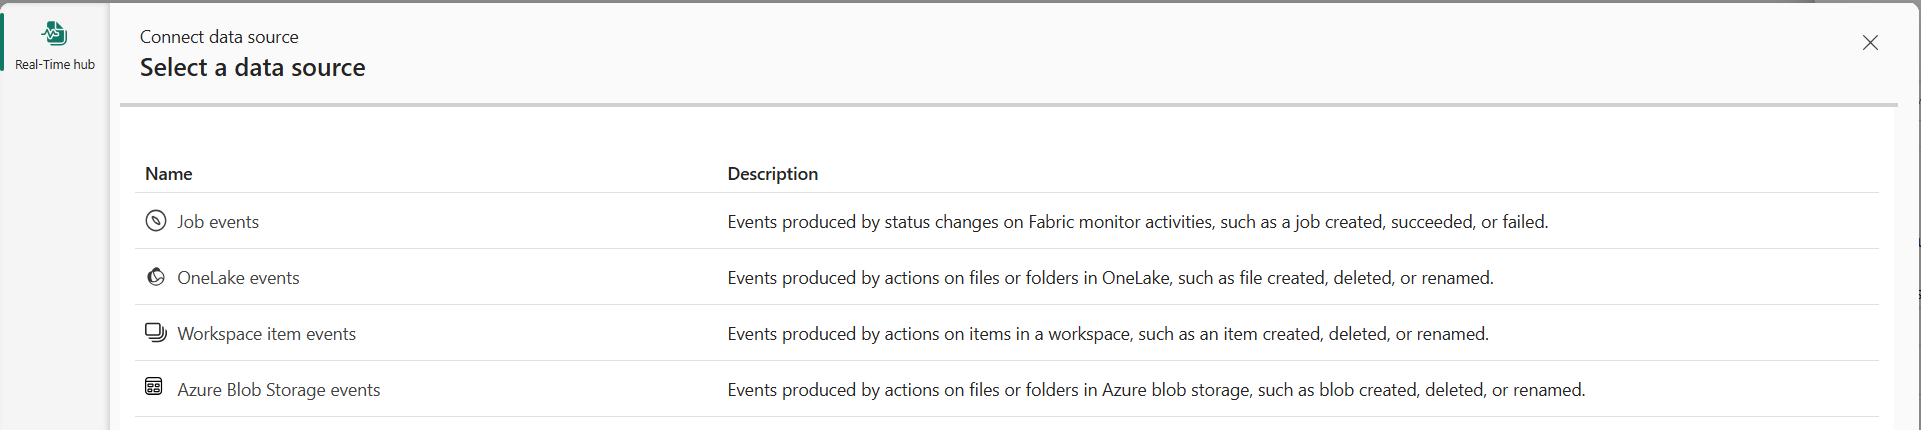 Real-Time hub
Connect data source
Select a data source
Name Description
Job events Events produced by status changes on Fabric monitor activities, such as a job created, succeeded, or failed.
OneLake events Events produced by actions on files or folders in OneLake, such as file created, deleted, or renamed.
Workspace item events Events produced by actions on items in a workspace, such as an item created, deleted, or renamed.
Azure Blob Storage events Events produced by actions on files or folders in Azure blob storage, such as blob created, deleted, or renamed.